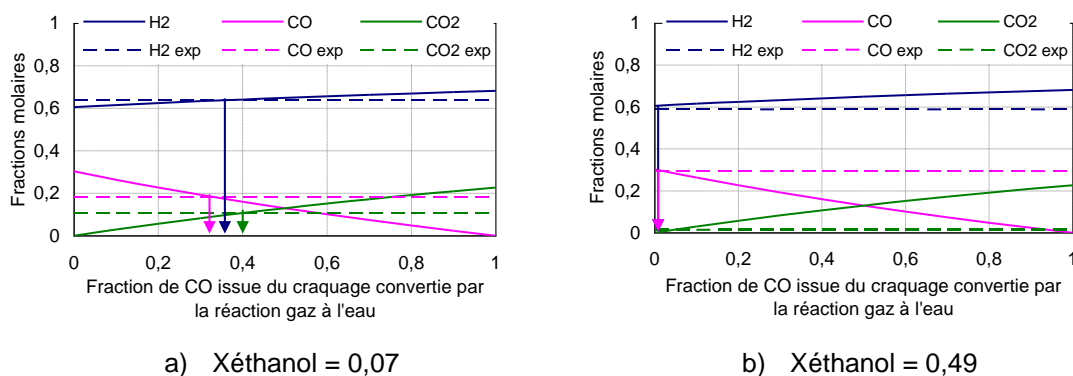 H2 CO CO2
H2 exp CO exp CO2 exp
Fractions molaires
1
0,8
0,6
0,4
0,2
0
0 0,2 0,4 0,6 0,8 1
Fraction de CO issue du craquage convertie par
la réaction gaz à l'eau
a) Xéthanol = 0,07
H2 CO CO2
H2 exp CO exp CO2 exp
Fractions molaires
1
0,8
0,6
0,4
0,2
0
0 0,2 0,4 0,6 0,8 1
Fraction de CO issue du craquage convertie par
la réaction gaz à l'eau
b) Xéthanol = 0,49